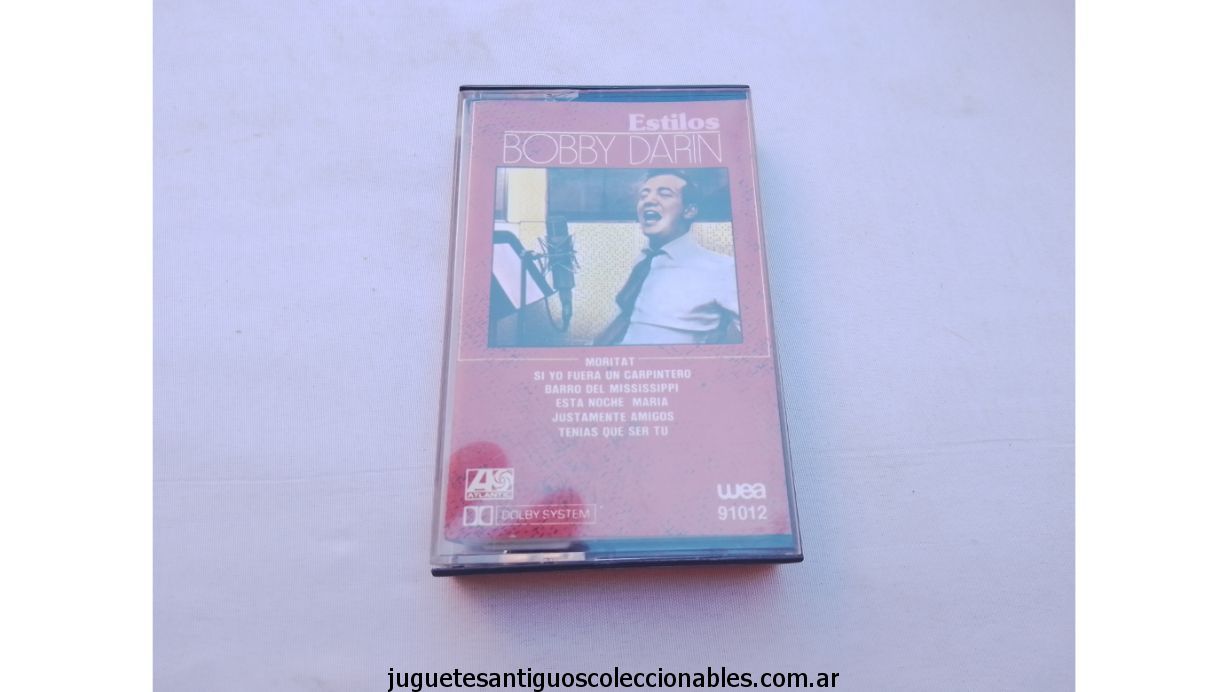 Estilos
BOBBY DARIN
MORITAT
SI YO FUERA UN CARPINTERO
BARRO DEL MISSISSIPPI
ESTA NOCHE MARIA
JUSTAMENTE AMIGOS
TENIAS QUE SER TU
ATLANTIC
DOLBY SYSTEM
wea
91012
juguetesantiguoscoleccionables.com.ar